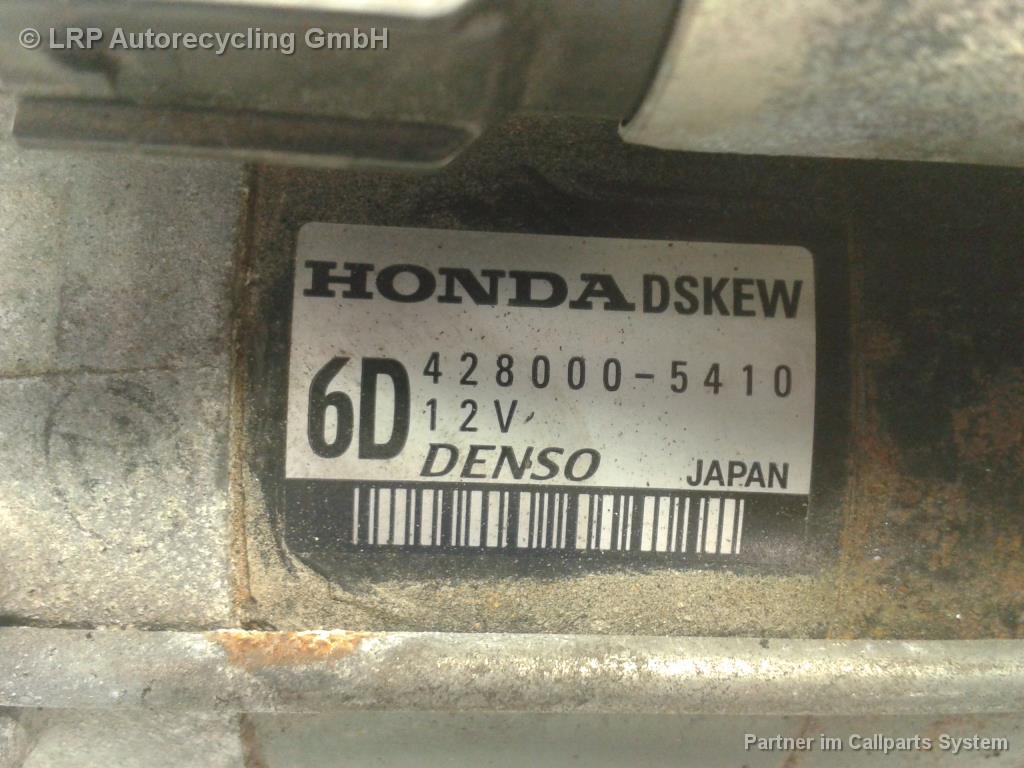 © LRP Autorecycling GmbH
HONDA DSKEW
6D 428000-5410
12V
DENSO JAPAN
Partner im Callparts System